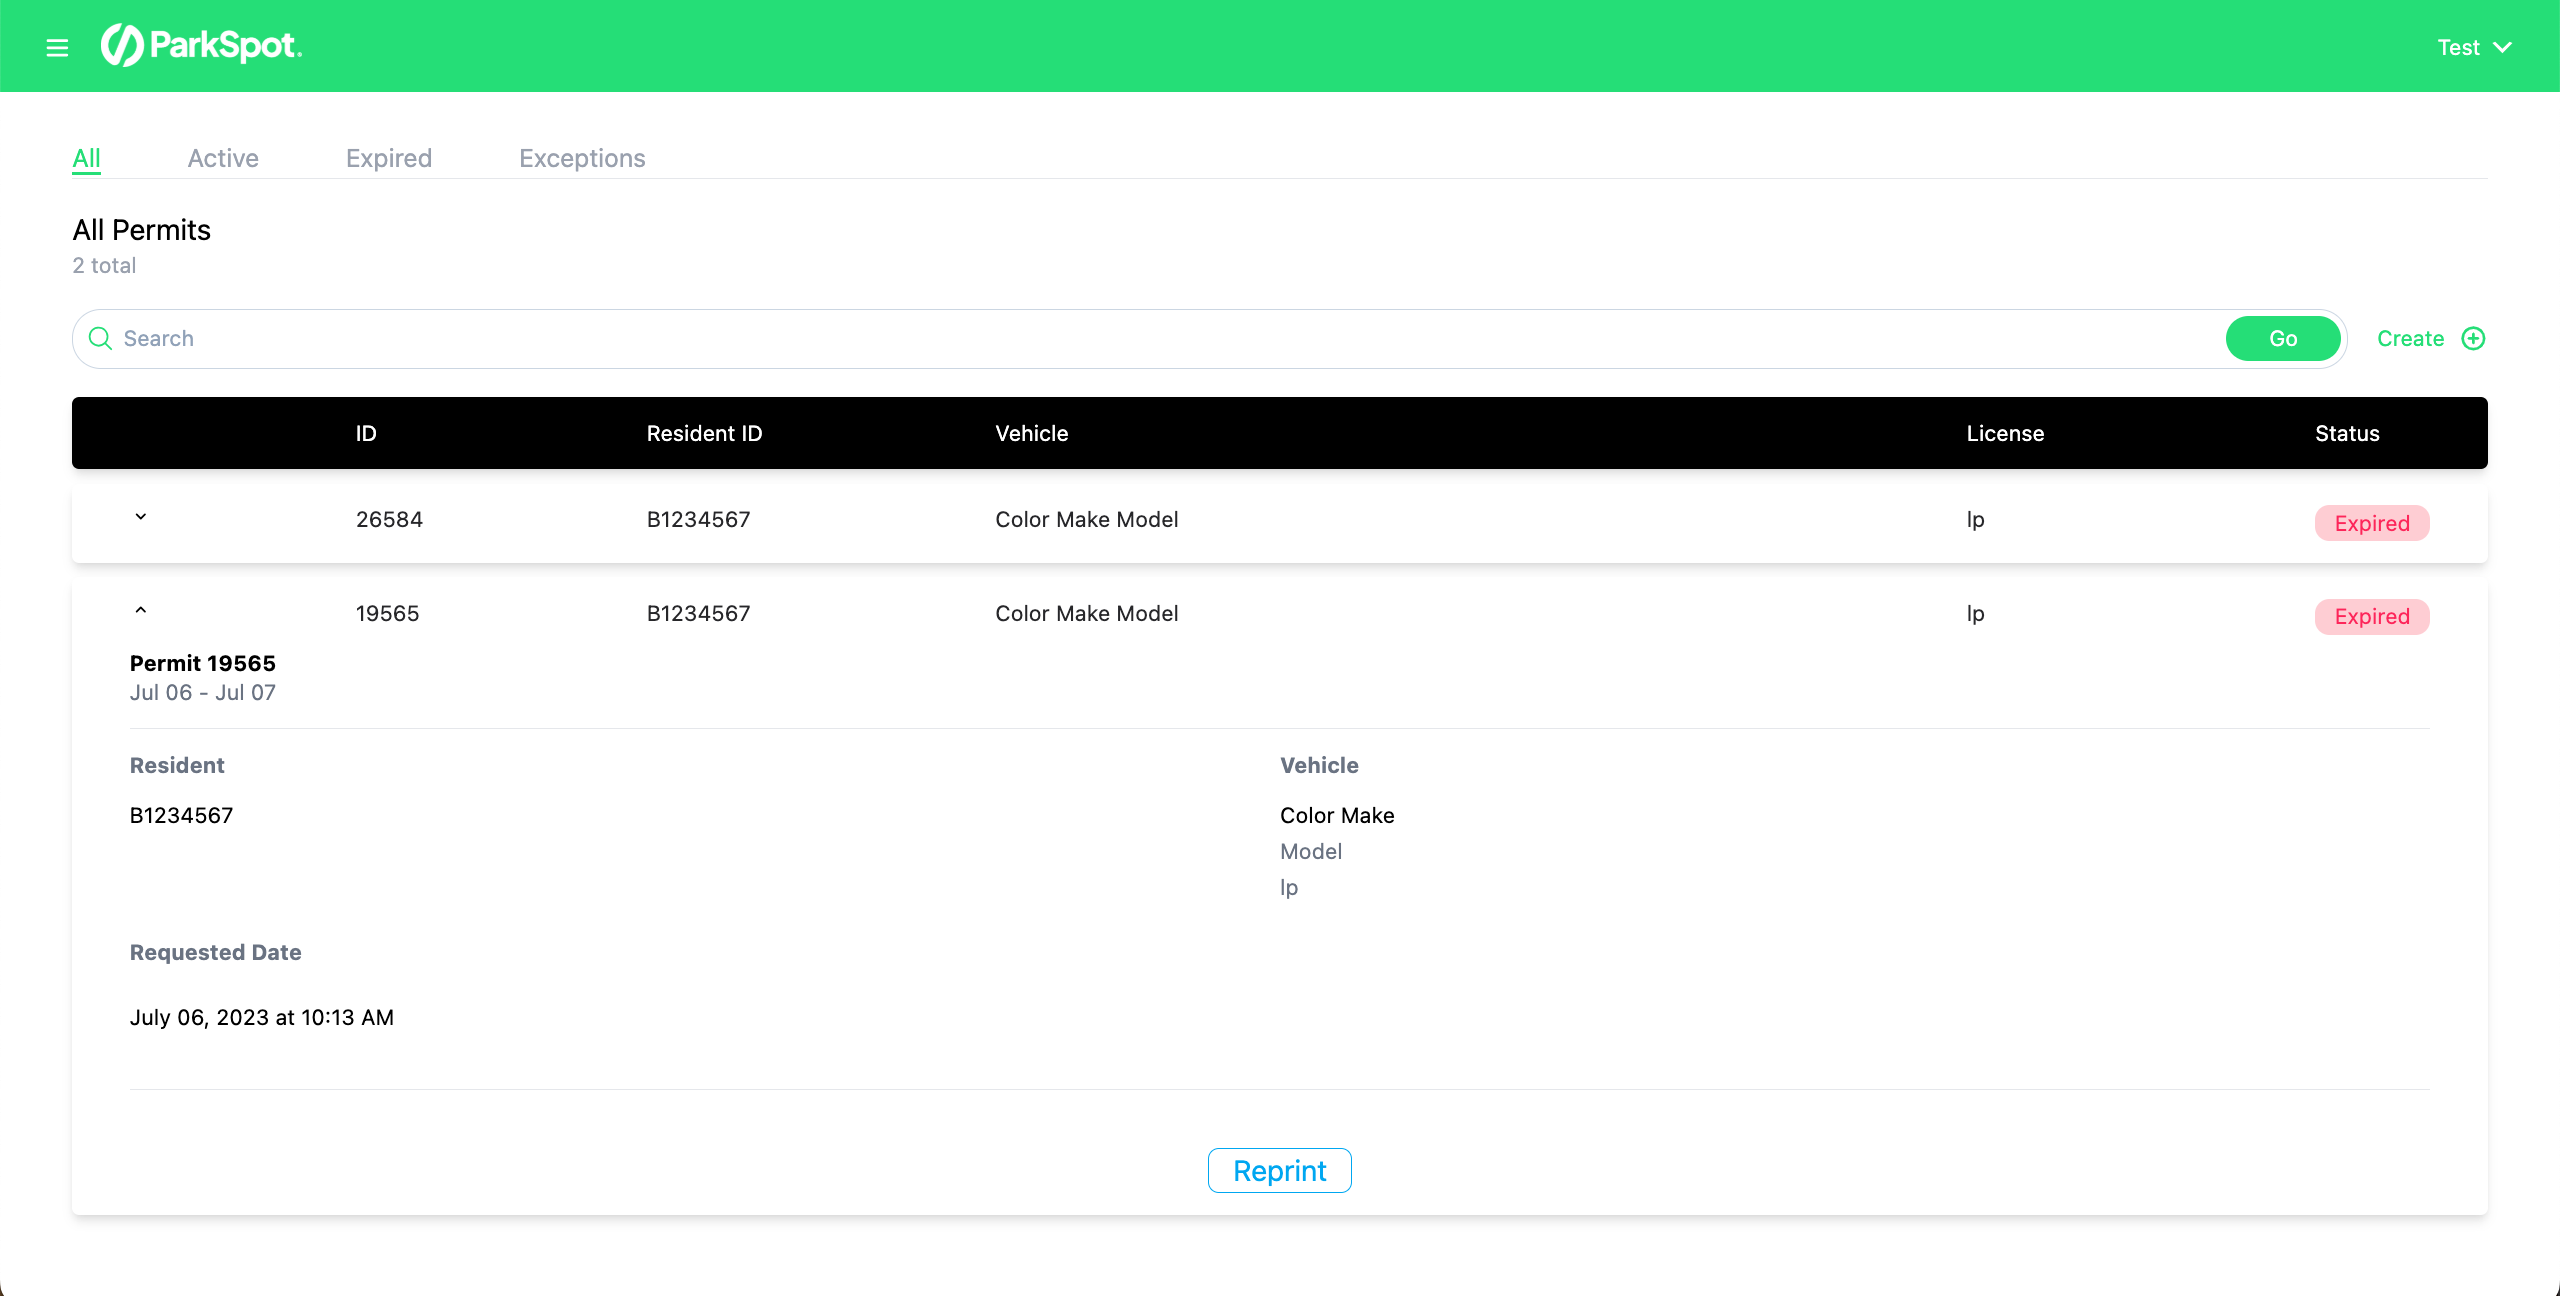 ParkSpot.
Test
All Active Expired Exceptions
All Permits
2 total
Search Go Create
ID Resident ID Vehicle License Status
26584 B1234567 Color Make Model lp Expired
19565 B1234567 Color Make Model lp Expired
Permit 19565
Jul 06 - Jul 07
Resident
B1234567
Vehicle
Color Make
Model
lp
Requested Date
July 06, 2023 at 10:13 AM
Reprint